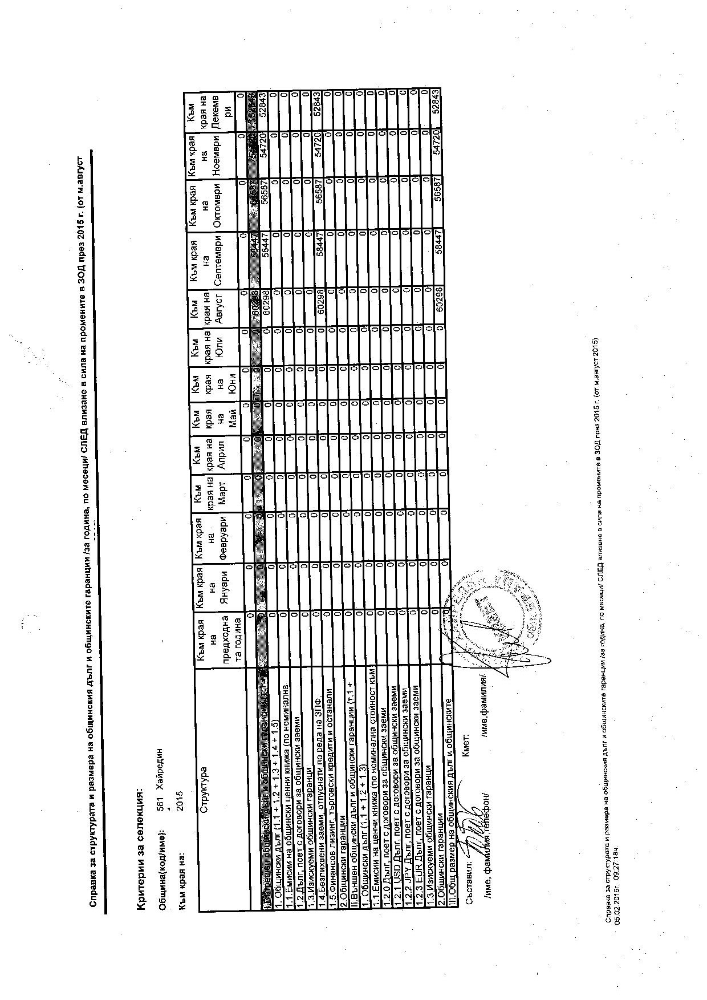 Справка за структурата и размера на общинския дълг и общинските гаранции /за година, по месеци/ СЛЕД влизане в сила на промените в ЗОД през 2015 г. (от м.август
Критерии за селекция:
Община(код/име): 561 Хайредин
Към края на: 2015
Структура | Към края на предходна та година | Към края на Януари | Към края на Февруари | Към края на Март | Към края на Април | Към края на Май | Към края на Юни | Към края на Юли | Към края на Август | Към края на Септември | Към края на Октомври | Към края на Ноември | Към края на Декемв ри
0 0 0 0 0 0 0 0 0 0 0 0 0
I.Вътрешен общински дълг и общински гаранции (т.1 + 0 0 0 0 0 0 0 0 60298 58447 56587 54720 52843
1. Общински дълг (1.1 + 1.2 + 1.3 + 1.4 + 1.5) 0 0 0 0 0 0 0 0 60298 58447 56587 54720 52843
1.1.Емисии на общински ценни книжа (по номинална 0 0 0 0 0 0 0 0 0 0 0 0 0
1.2.Дълг, поет с договори за общински заеми 0 0 0 0 0 0 0 0 0 0 0 0 0
1.3.Изискуеми общински гаранци 0 0 0 0 0 0 0 0 0 0 0 0 0
1.4.Безлихвени заеми, отпуснати по реда на ЗПФ, 0 0 0 0 0 0 0 0 60298 58447 56587 54720 52843
1.5.Финансов лизинг, търговски кредити и останали 0 0 0 0 0 0 0 0 0 0 0 0 0
2.Общински гаранции 0 0 0 0 0 0 0 0 0 0 0 0 0
II.Външен общински дълг и общински гаранции (т.1 + 0 0 0 0 0 0 0 0 0 0 0 0 0
1. Общински дълг (1.1 + 1.2 + 1.3) 0 0 0 0 0 0 0 0 0 0 0 0 0
1.1.Емисии на ценни книжа (по номинална стойност към 0 0 0 0 0 0 0 0 0 0 0 0 0
1.2.0 Дълг, поет с договори за общински заеми 0 0 0 0 0 0 0 0 0 0 0 0 0
1.2.1 USD Дълг, поет с договори за общински заеми 0 0 0 0 0 0 0 0 0 0 0 0 0
1.2.2 JPY Дълг, поет с договори за общински заеми 0 0 0 0 0 0 0 0 0 0 0 0 0
1.2.3 EUR Дълг, поет с договори за общински заеми 0 0 0 0 0 0 0 0 0 0 0 0 0
1.3.Изискуеми общински гаранци 0 0 0 0 0 0 0 0 0 0 0 0 0
2.Общински гаранции 0 0 0 0 0 0 0 0 0 0 0 0 0
III.Общ размер на общинския дълг и общинските 0 0 0 0 0 0 0 0 60298 58447 56587 54720 52843
Съставил: Кмет:
/име, фамилия,телефон/ /име,фамилия/
Справка за структурата и размера на общинския дълг и общинските гаранции /за година, по месеци/ СЛЕД влизане в сила на промените в ЗОД през 2015 г. (от м.август 2015)
05.02.2016г. 09:27:18ч.